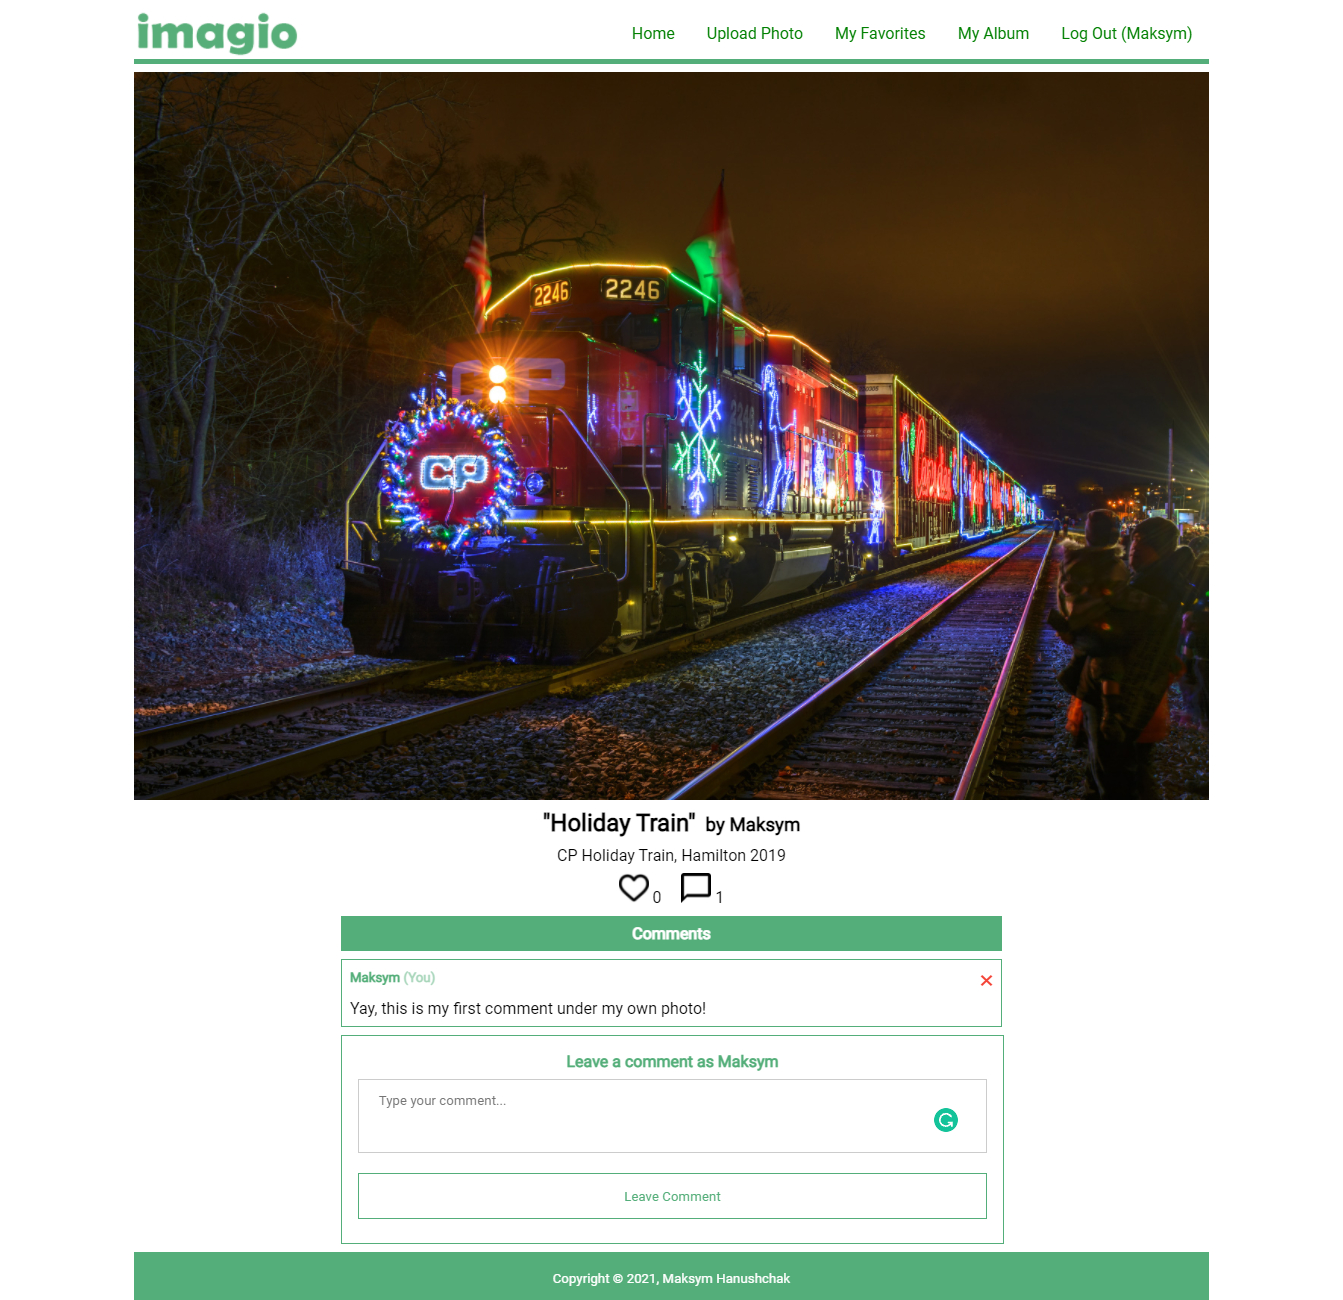 imagio
Home Upload Photo My Favorites My Album Log Out (Maksym)
2246 2246
CP
CP
"Holiday Train" by Maksym
CP Holiday Train, Hamilton 2019
0 1
Comments
Maksym (You)
Yay, this is my first comment under my own photo!
Leave a comment as Maksym
Type your comment...
Leave Comment
Copyright © 2021, Maksym Hanushchak